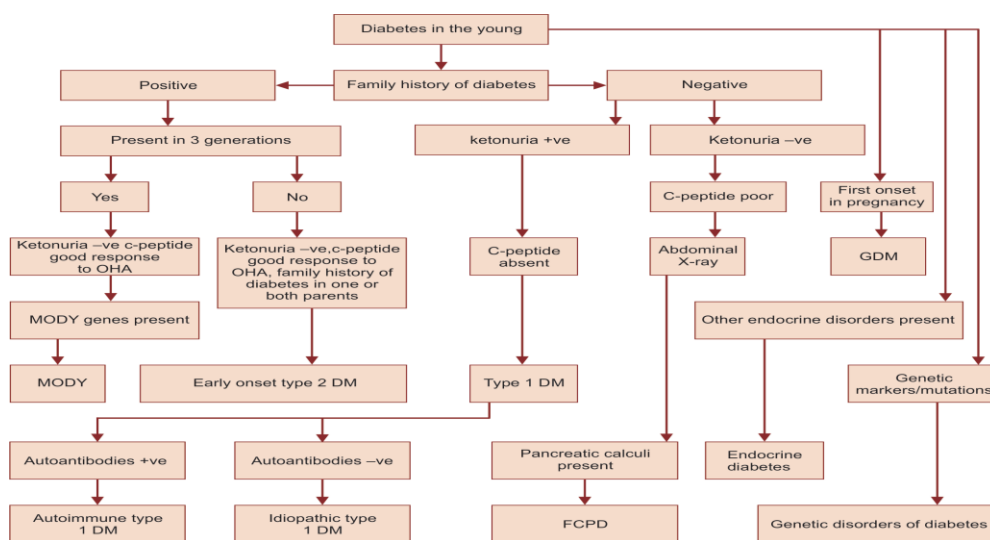 Diabetes in the young
Positive
Family history of diabetes
Negative
Present in 3 generations
ketonuria +ve
Ketonuria –ve
Yes
No
C-peptide poor
First onset
in pregnancy
Ketonuria –ve c-peptide
good response
to OHA
Ketonuria –ve,c-peptide
good response to
OHA, family history of
diabetes in one or
both parents
C-peptide
absent
Abdominal
X-ray
GDM
MODY genes present
Other endocrine disorders present
MODY
Early onset type 2 DM
Type 1 DM
Genetic
markers/mutations
Autoantibodies +ve
Autoantibodies –ve
Pancreatic calculi
present
Endocrine
diabetes
Autoimmune type
1 DM
Idiopathic type
1 DM
FCPD
Genetic disorders of diabetes